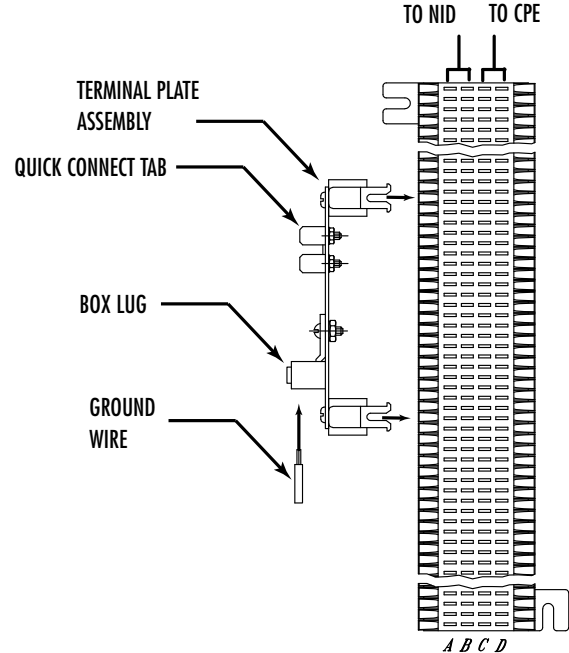 TO NID TO CPE
TERMINAL PLATE
ASSEMBLY
QUICK CONNECT TAB
BOX LUG
GROUND
WIRE
A B C D